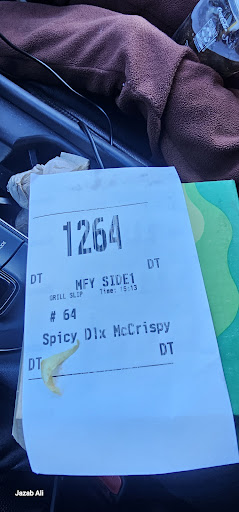 1264
DT DT
MFY SIDE1
GRILL SLIP Time: 15:13
# 64
Spicy Dlx McCrispy
DT DT
Jazab Ali